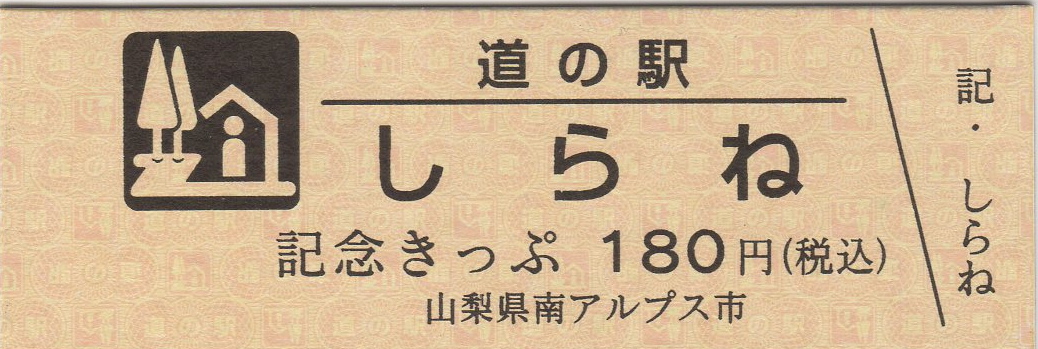 道の駅
しらね
記念きっぷ 180円(税込)
山梨県南アルプス市
記・しらね